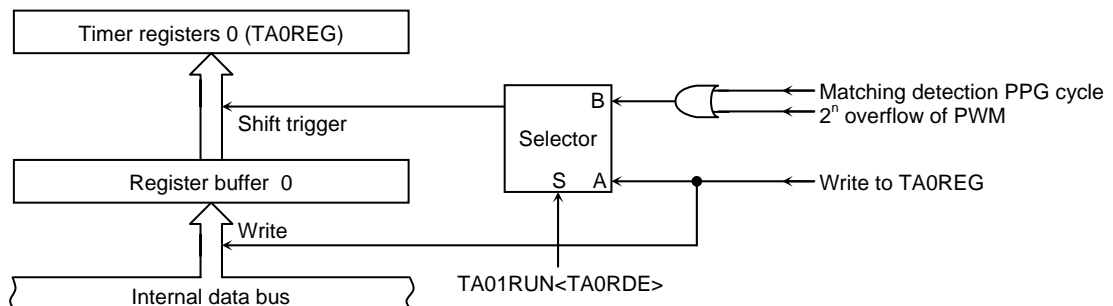 Timer registers 0 (TA0REG)
B
Matching detection PPG cycle
2ⁿ overflow of PWM
Shift trigger
Selector
Register buffer 0
S A
Write to TA0REG
Write
TA01RUN<TA0RDE>
Internal data bus